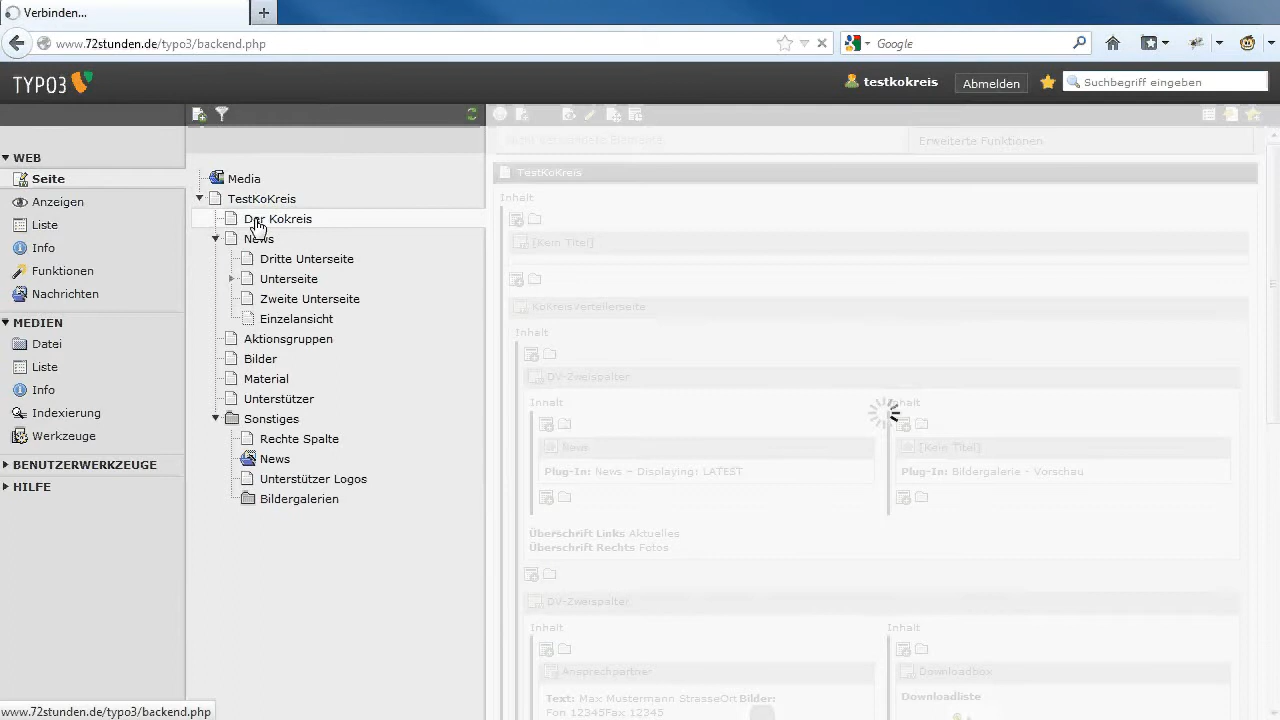 Verbinden...
www.72stunden.de/typo3/backend.php
Google
TYPO3
testkokreis
Abmelden
Suchbegriff eingeben
WEB
Seite
Anzeigen
Liste
Info
Funktionen
Nachrichten
MEDIEN
Datei
Liste
Info
Indexierung
Werkzeuge
BENUTZERWERKZEUGE
HILFE
Media
TestKoKreis
Der Kokreis
News
Dritte Unterseite
Unterseite
Zweite Unterseite
Einzelansicht
Aktionsgruppen
Bilder
Material
Unterstützer
Sonstiges
Rechte Spalte
News
Unterstützer Logos
Bildergalerien
Nicht verwendete Elemente
Erweiterte Funktionen
TestKoKreis
Inhalt
[Kein Titel]
KoKreisVerteilerseite
Inhalt
DV-Zweispalter
Inhalt
News
Plug-In: News – Displaying: LATEST
Inhalt
[Kein Titel]
Plug-In: Bildergalerie - Vorschau
Überschrift Links Aktuelles
Überschrift Rechts Fotos
DV-Zweispalter
Inhalt
Ansprechpartner
Text: Max Mustermann StrasseOrt Bilder:
Fon 12345Fax 12345
Inhalt
Downloadbox
Downloadliste
www.72stunden.de/typo3/backend.php